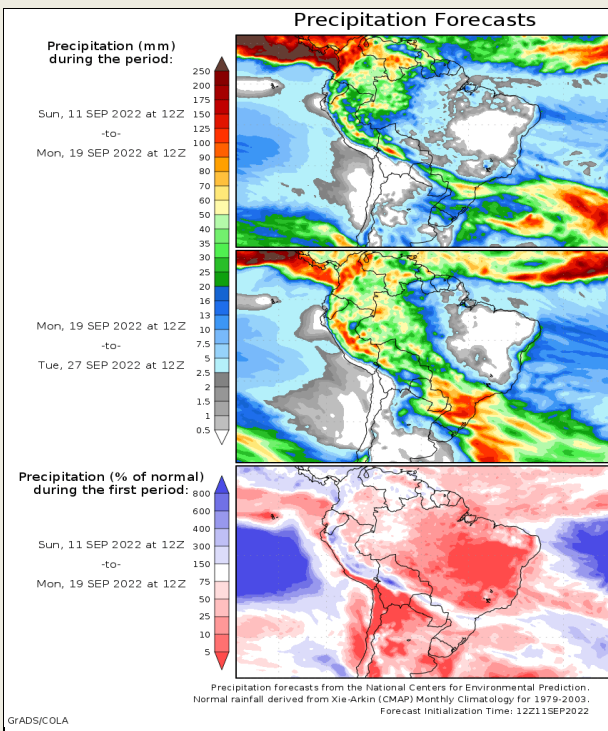 Precipitation Forecasts
Precipitation (mm)
during the period:
250
200
175
150
125
100
90
80
70
60
50
40
35
30
25
20
16
13
10
7.5
5
2.5
2
1.5
1
0.5
Sun, 11 SEP 2022 at 12Z
-to-
Mon, 19 SEP 2022 at 12Z
Mon, 19 SEP 2022 at 12Z
-to-
Tue, 27 SEP 2022 at 12Z
Precipitation (% of normal)
during the first period:
800
600
400
300
150
75
50
25
10
5
Sun, 11 SEP 2022 at 12Z
-to-
Mon, 19 SEP 2022 at 12Z
Precipitation forecasts from the National Centers for Environmental Prediction.
Normal rainfall derived from Xie-Arkin (CMAP) Monthly Climatology for 1979-2003.
Forecast Initialization Time: 12Z11SEP2022
GrADS/COLA